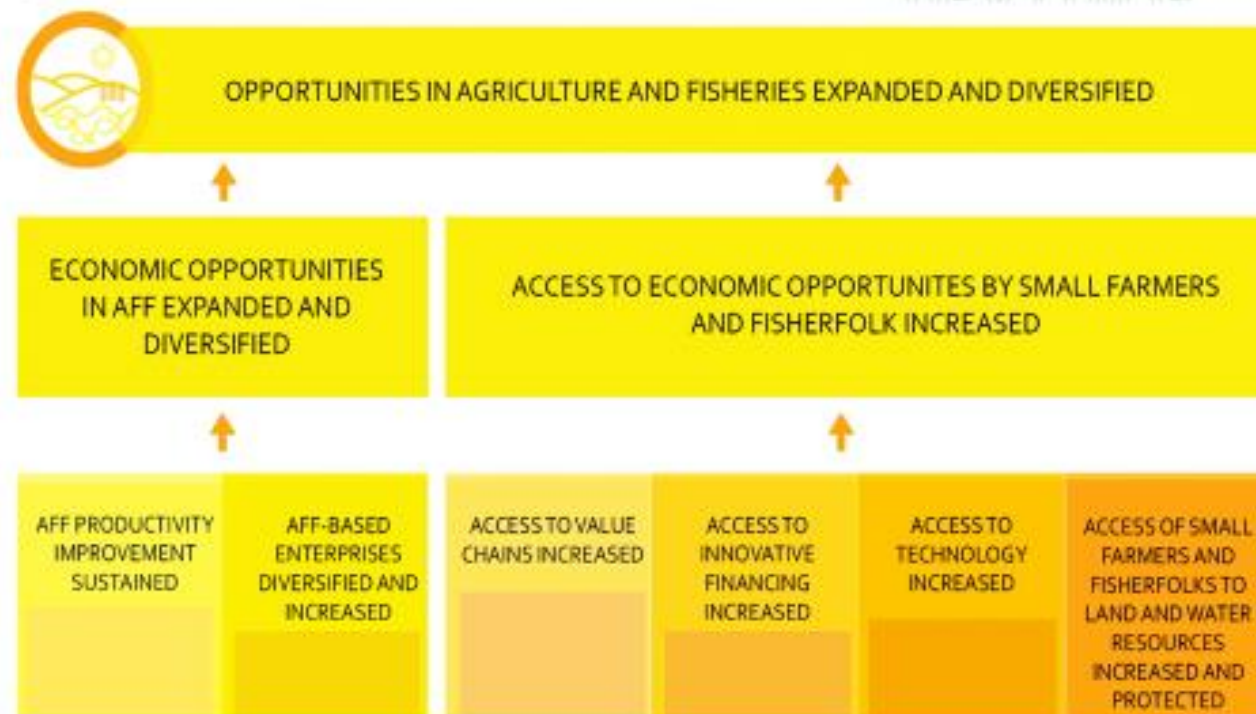 OPPORTUNITIES IN AGRICULTURE AND FISHERIES EXPANDED AND DIVERSIFIED
ECONOMIC OPPORTUNITIES
IN AFF EXPANDED AND
DIVERSIFIED
ACCESS TO ECONOMIC OPPORTUNITES BY SMALL FARMERS
AND FISHERFOLK INCREASED
AFF PRODUCTIVITY
IMPROVEMENT
SUSTAINED
AFF-BASED
ENTERPRISES
DIVERSIFIED AND
INCREASED
ACCESS TO VALUE
CHAINS INCREASED
ACCESS TO
INNOVATIVE
FINANCING
INCREASED
ACCESS TO
TECHNOLOGY
INCREASED
ACCESS OF SMALL
FARMERS AND
FISHERFOLKS TO
LAND AND WATER
RESOURCES
INCREASED AND
PROTECTED